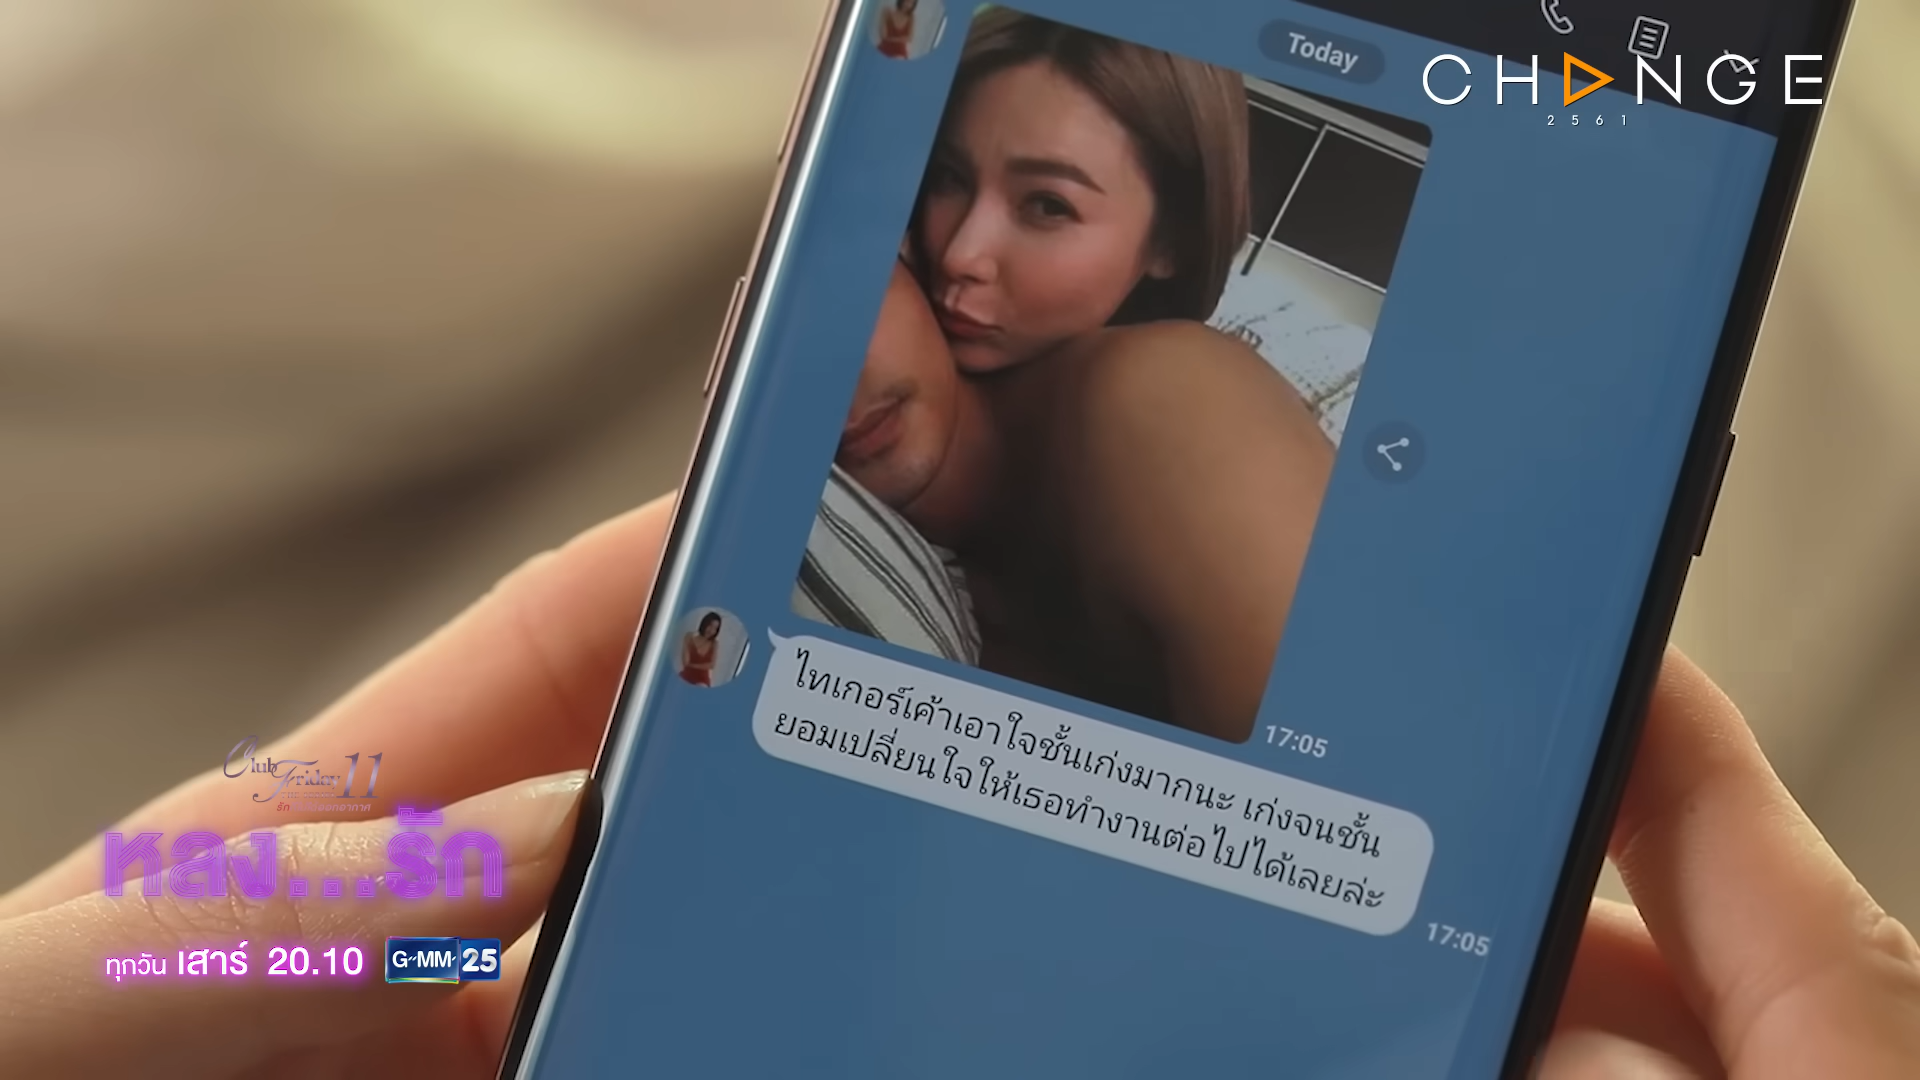 Today
CHANGE
2561
17:05
ไทเกอร์เค้าเอาใจชั้นเก่งมากนะ เก่งจนชั้น
ยอมเปลี่ยนใจให้เธอทำงานต่อไปได้เลยล่ะ
17:05
Club Friday 11
หลง...รัก
ทุกวัน เสาร์ 20.10 GMM 25